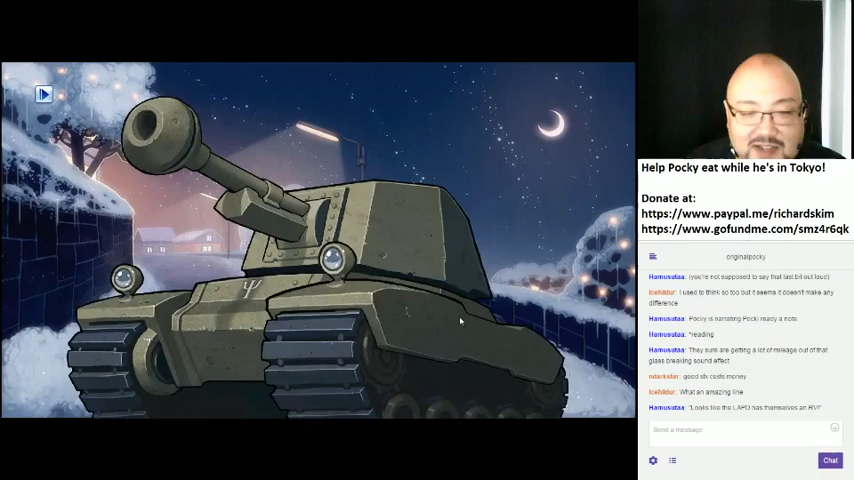 Help Pocky eat while he's in Tokyo!
Donate at:
https://www.paypal.me/richardskim
https://www.gofundme.com/smz4r6qk
originalpocky
Hamusutaa: (you're not supposed to say that last bit out loud)
Icehildur: I used to think so too but it seems it doesn't make any
difference
Hamusutaa: Pocky is narrating Pocki ready a note.
Hamusutaa: *reading
Hamusutaa: They sure are getting a lot of mileage out of that
glass breaking sound effect
ndarkstar: good sfx costs money
Icehildur: What an amazing line
Hamusutaa: "Looks like the LAPD has themselves an RV!"
Send a message
Chat